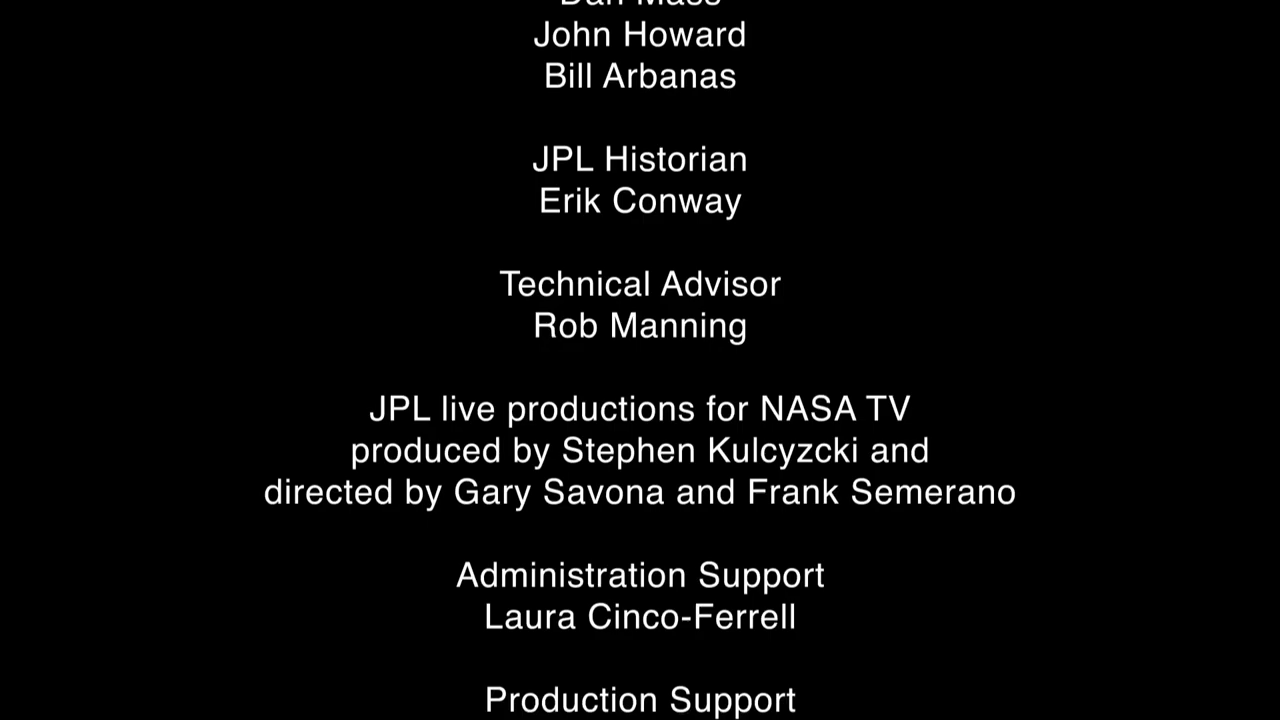 John Howard
Bill Arbanas
JPL Historian
Erik Conway
Technical Advisor
Rob Manning
JPL live productions for NASA TV
produced by Stephen Kulcyzcki and
directed by Gary Savona and Frank Semerano
Administration Support
Laura Cinco-Ferrell
Production Support